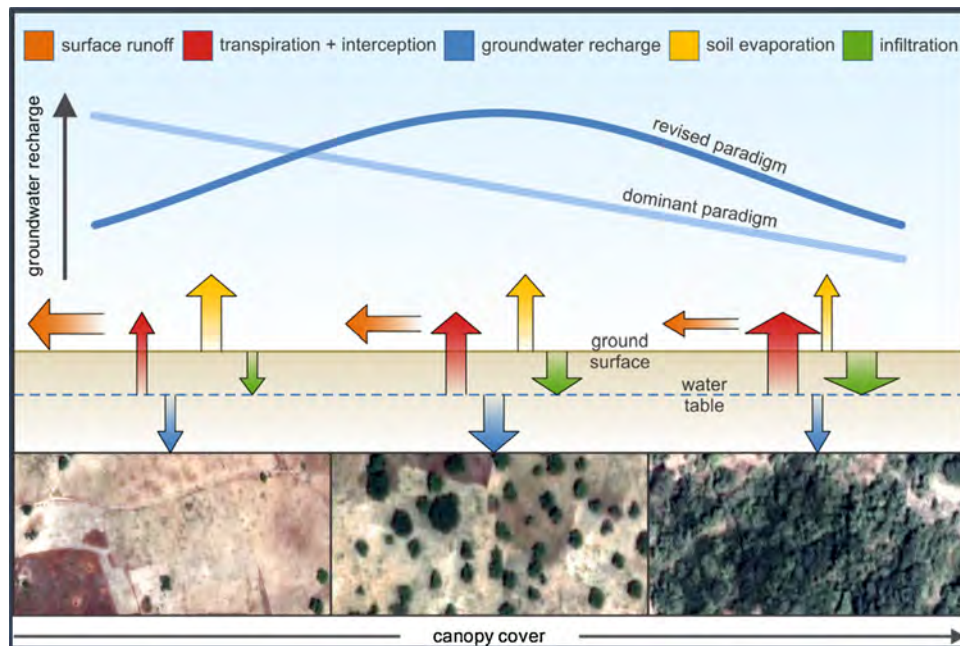 surface runoff transpiration + interception groundwater recharge soil evaporation infiltration
groundwater recharge
revised paradigm
dominant paradigm
ground
surface
water
table
canopy cover